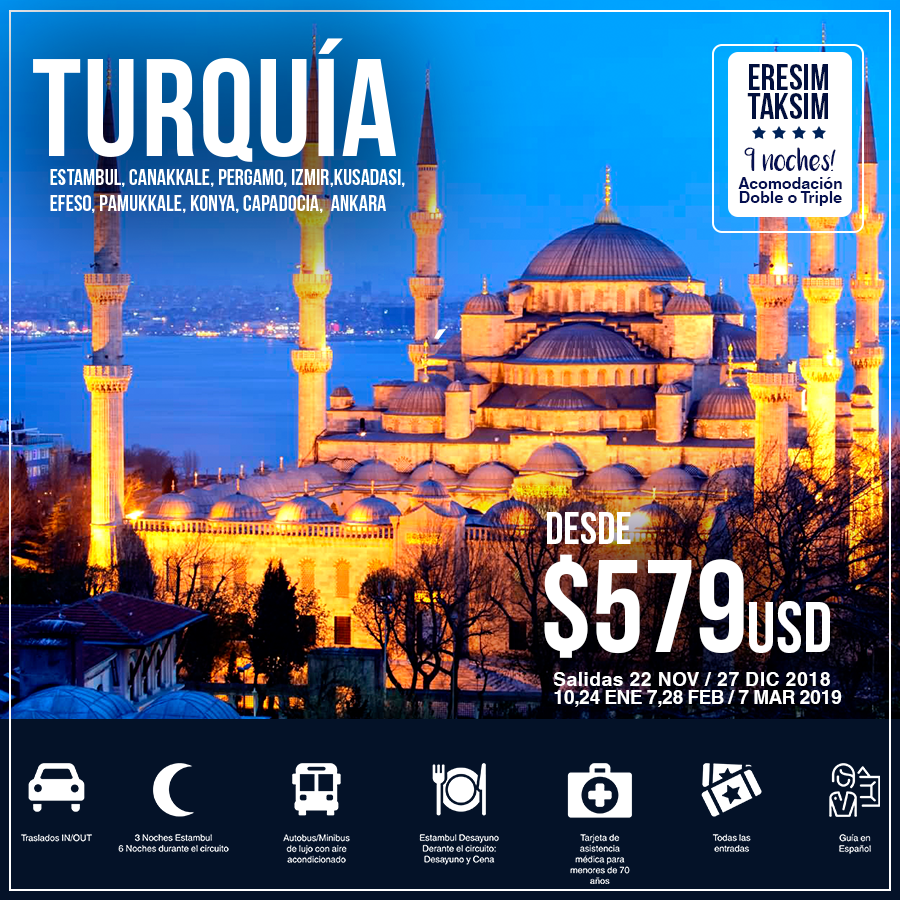 TURQUÍA
ESTAMBUL, CANAKKALE, PERGAMO, IZMIR,KUSADASI,
EFESO, PAMUKKALE, KONYA, CAPADOCIA, ANKARA
ERESIM
TAKSIM
9 noches!
Acomodación
Doble o Triple
DESDE
$579USD
Salidas 22 NOV / 27 DIC 2018
10,24 ENE 7,28 FEB / 7 MAR 2019
Traslados IN/OUT
3 Noches Estambul
6 Noches durante el circuito
Autobus/Minibus
de lujo con aire
acondicionado
Estambul Desayuno
Durante el circuito:
Desayuno y Cena
Tarjeta de
asistencia
médica para
menores de 70
años
Todas las
entradas
Guía en
Español